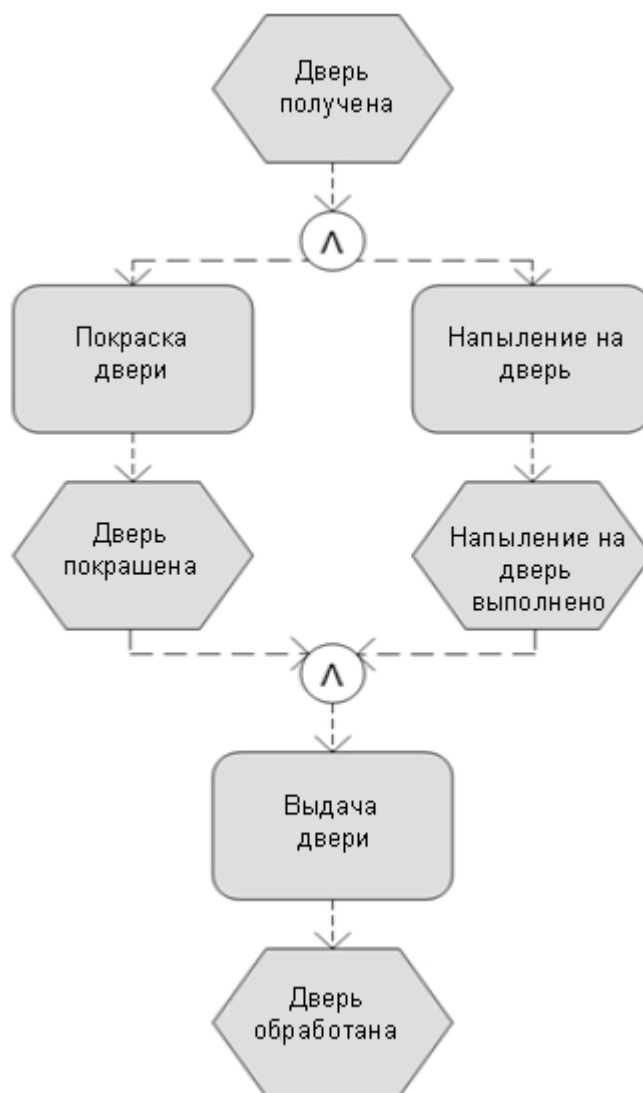 Дверь
получена
Λ
Покраска
двери
Напыление на
дверь
Дверь
покрашена
Напыление на
дверь
выполнено
Λ
Выдача
двери
Дверь
обработана